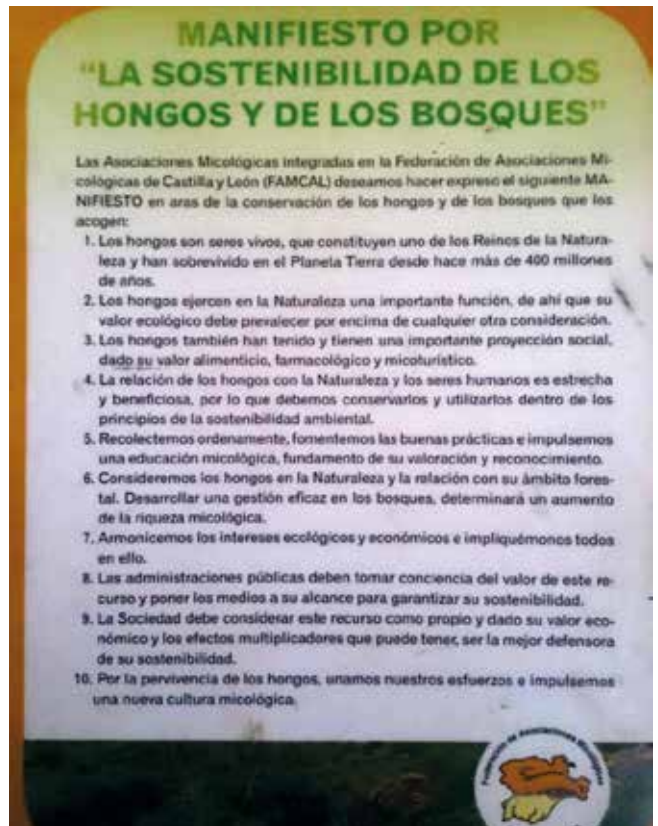 MANIFIESTO POR
"LA SOSTENIBILIDAD DE LOS
HONGOS Y DE LOS BOSQUES"
Las Asociaciones Micológicas integradas en la Federación de Asociaciones Mi-
cológicas de Castilla y León (FAMCAL) deseamos hacer expreso el siguiente MA-
NIFIESTO en aras de la conservación de los hongos y de los bosques que los
acogen:
1. Los hongos son seres vivos, que constituyen uno de los Reinos de la Natura-
leza y han sobrevivido en el Planeta Tierra desde hace más de 400 millones
de años.
2. Los hongos ejercen en la Naturaleza una importante función, de ahí que su
valor ecológico debe prevalecer por encima de cualquier otra consideración.
3. Los hongos también han tenido y tienen una importante proyección social,
dado su valor alimenticio, farmacológico y micoturístico.
4. La relación de los hongos con la Naturaleza y los seres humanos es estrecha
y beneficiosa, por lo que debemos conservarlos y utilizarlos dentro de los
principios de la sostenibilidad ambiental.
5. Recolectemos ordenamente, fomentemos las buenas prácticas e impulsemos
una educación micológica, fundamento de su valoración y reconocimiento.
6. Consideremos los hongos en la Naturaleza y la relación con su ámbito fores-
tal. Desarrollar una gestión eficaz en los bosques, determinará un aumento
de la riqueza micológica.
7. Armonicemos los intereses ecológicos y económicos e impliquémonos todos
en ello.
8. Las administraciones públicas deben tomar conciencia del valor de este re-
curso y poner los medios a su alcance para garantizar su sostenibilidad.
9. La Sociedad debe considerar este recurso como propio y dado su valor eco-
nómico y los efectos multiplicadores que puede tener, ser la mejor defensora
de su sostenibilidad.
10. Por la pervivencia de los hongos, unamos nuestros esfuerzos e impulsemos
una nueva cultura micológica.
Federación de Asociaciones Micológicas